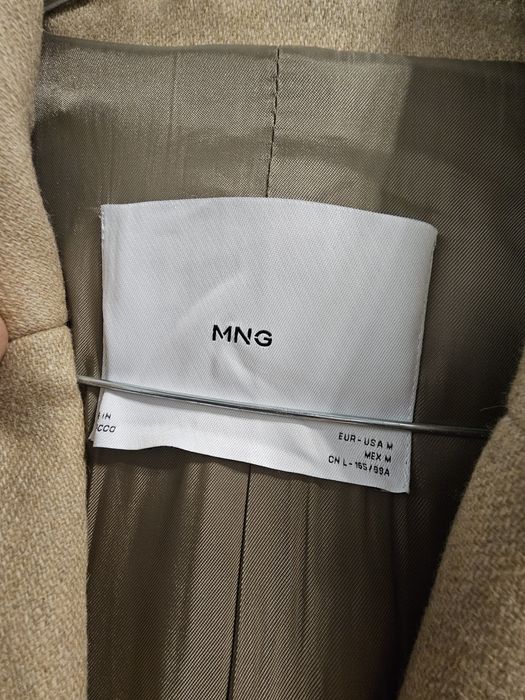 MNG
EUR-USA M
MEX M
CN L-165/88A